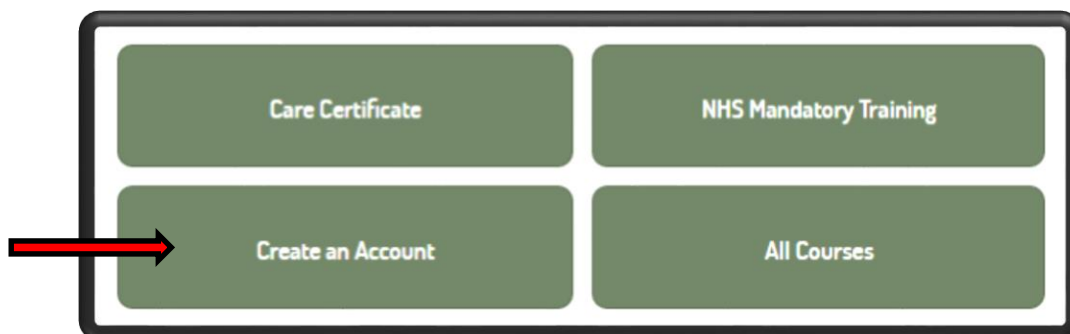 Care Certificate
NHS Mandatory Training
Create an Account
All Courses